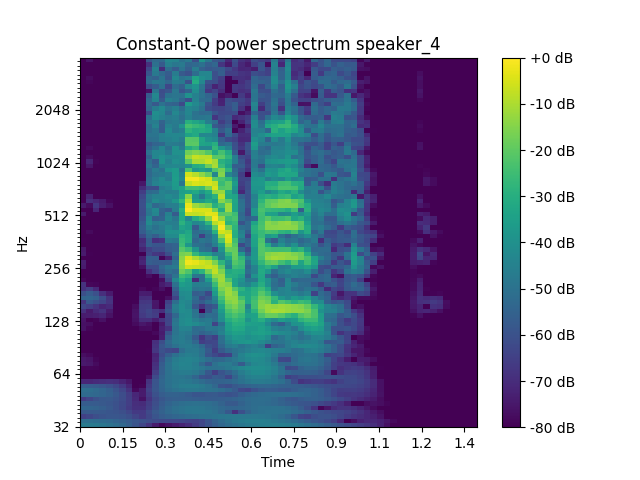 Constant-Q power spectrum speaker_4
+0 dB
-10 dB
-20 dB
-30 dB
-40 dB
-50 dB
-60 dB
-70 dB
-80 dB
Hz
2048
1024
512
256
128
64
32
0 0.15 0.3 0.45 0.6 0.75 0.9 1.1 1.2 1.4
Time